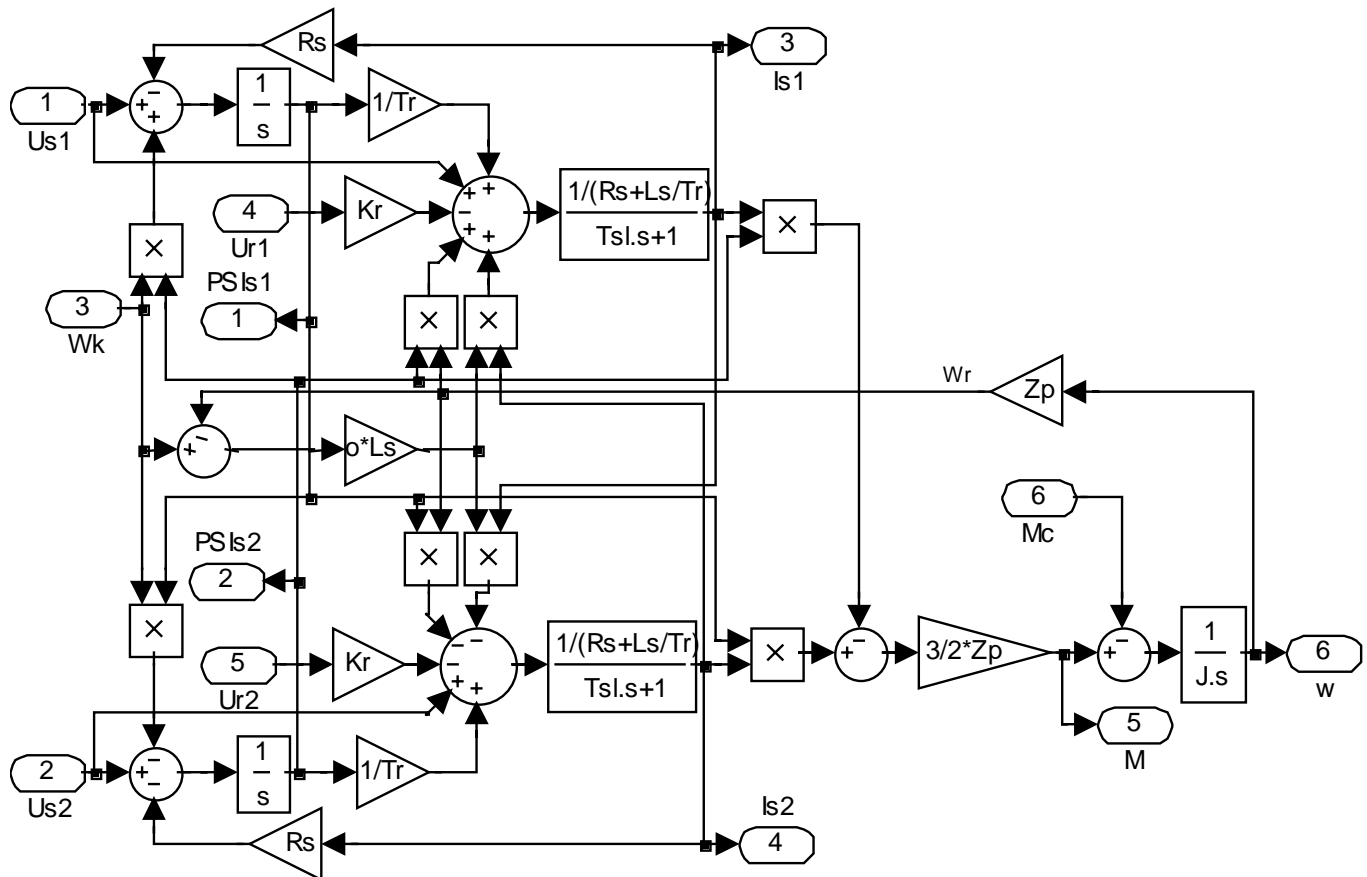 Rs
3
Is1
1
Us1
1
s
1/Tr
1/(Rs+Ls/Tr)
TsI.s+1
4
Ur1
Kr
×
×
PSIs1
1
3
Wk
×
×
Wr
Zp
o*Ls
6
Mc
PSIs2
2
×
×
×
5
Ur2
Kr
1/(Rs+Ls/Tr)
TsI.s+1
×
3/2*Zp
1
J.s
6
w
5
M
2
Us2
1
s
1/Tr
Rs
Is2
4